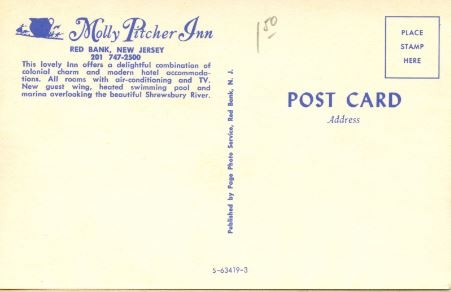 Molly Pitcher Inn
RED BANK, NEW JERSEY
201 747-2500
This lovely Inn offers a delightful combination of
colonial charm and modern hotel accommoda-
tions. All rooms with air-conditioning and TV.
New guest wing, heated swimming pool and
marina overlooking the beautiful Shrewsbury River.
Published by Page Photo Service, Red Bank, N. J.
1 50
PLACE
STAMP
HERE
POST CARD
Address
S-63419-3